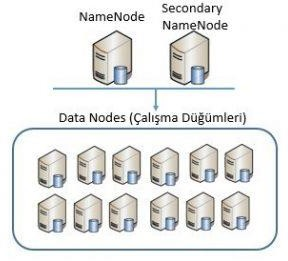 NameNode
Secondary
NameNode
Data Nodes (Çalışma Düğümleri)